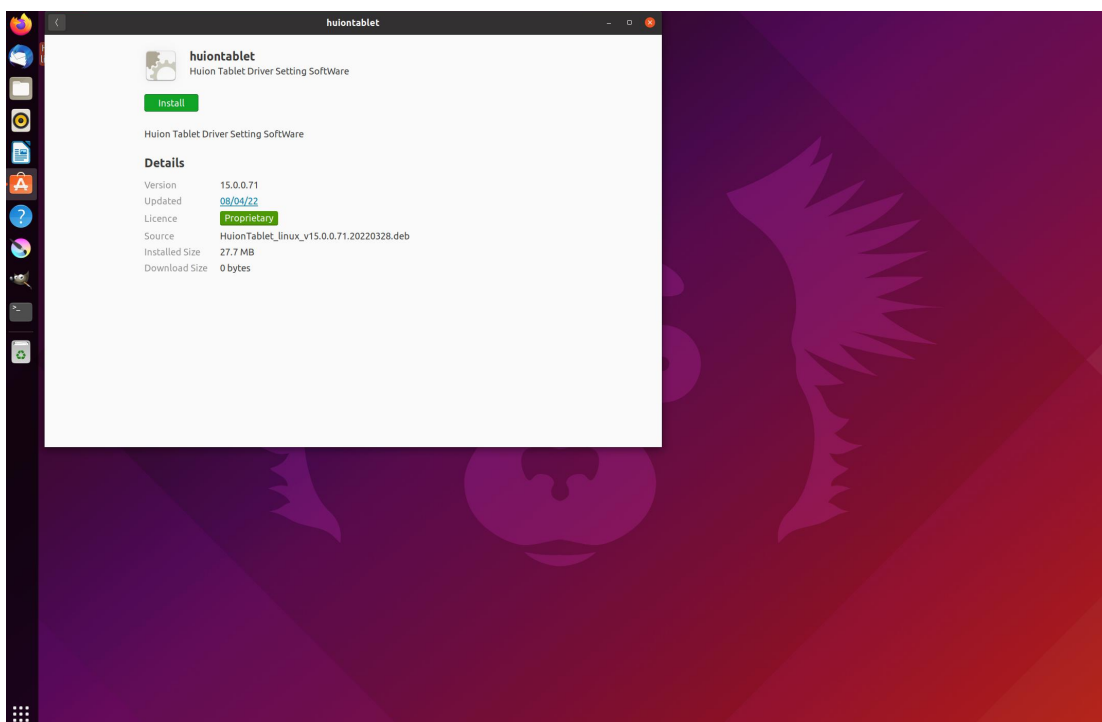 huiontablet
huiontablet
Huion Tablet Driver Setting SoftWare
Install
Huion Tablet Driver Setting SoftWare
Details
Version 15.0.0.71
Updated 08/04/22
Licence Proprietary
Source HuionTablet_linux_v15.0.0.71.20220328.deb
Installed Size 27.7 MB
Download Size 0 bytes